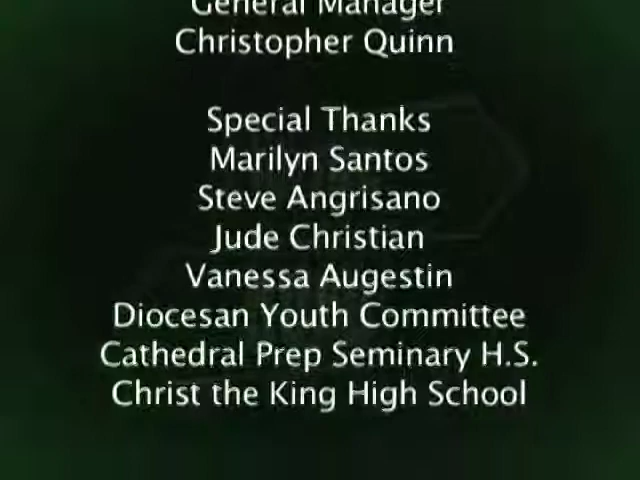 General Manager
Christopher Quinn
Special Thanks
Marilyn Santos
Steve Angrisano
Jude Christian
Vanessa Augestin
Diocesan Youth Committee
Cathedral Prep Seminary H.S.
Christ the King High School